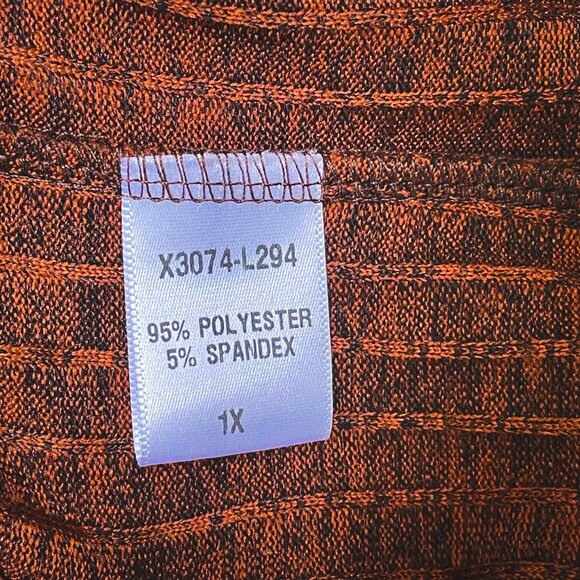 X3074-L294
95% POLYESTER
5% SPANDEX
1X